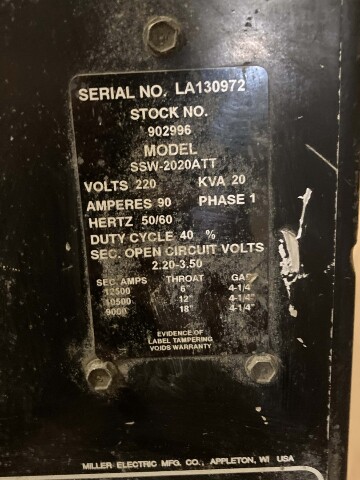 SERIAL NO. LA130972
STOCK NO.
902996
MODEL
SSW-2020ATT
VOLTS 220 KVA 20
AMPERES 90 PHASE 1
HERTZ 50/60
DUTY CYCLE 40 %
SEC. OPEN CIRCUIT VOLTS
2.20-3.50
SEC. AMPS THROAT GAP
12500 6" 4-1/4"
10500 12" 4-1/4"
9000 18" 4-1/4"
EVIDENCE OF
LABEL TAMPERING
VOIDS WARRANTY
MILLER ELECTRIC MFG. CO., APPLETON, WI. USA